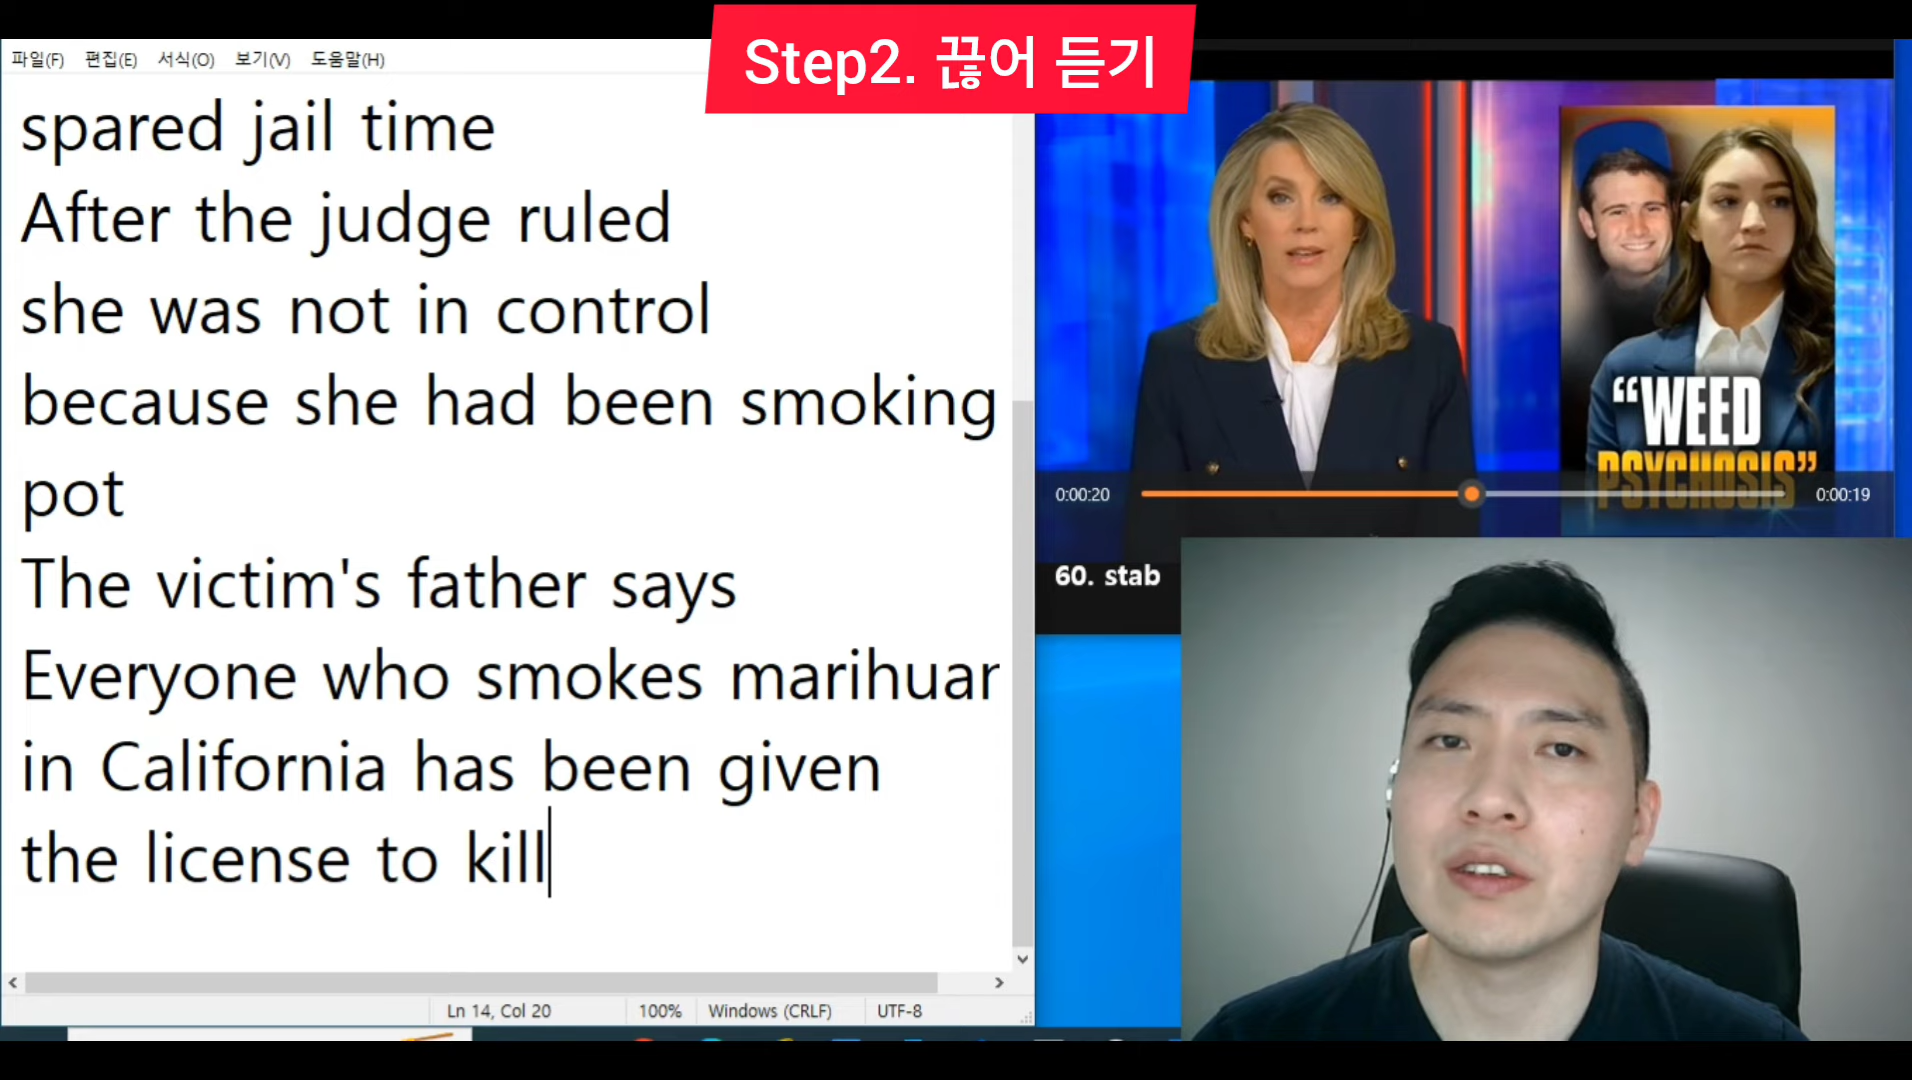 Step2. 끊어 듣기
파일(F) 편집(E) 서식(O) 보기(V) 도움말(H)
spared jail time
After the judge ruled
she was not in control
because she had been smoking
pot
The victim's father says
Everyone who smokes marihuar
in California has been given
the license to kill
Ln 14, Col 20 100% Windows (CRLF) UTF-8
“WEED
PSYCHOSIS”
0:00:20 0:00:19
60. stab